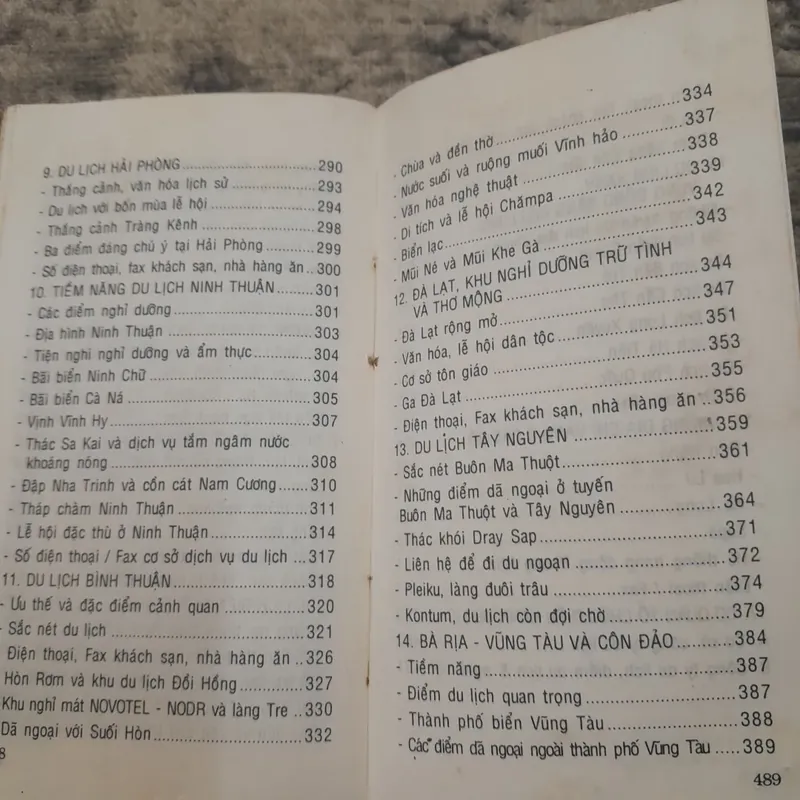 9. DU LỊCH HẢI PHÒNG 290
- Thắng cảnh, văn hóa lịch sử 293
- Du lịch với bốn mùa lễ hội 294
- Thắng cảnh Tràng Kênh 298
- Ba điểm đáng chú ý tại Hải Phòng 299
- Số điện thoại, fax khách sạn, nhà hàng ăn 300
10. TIỀM NĂNG DU LỊCH NINH THUẬN 301
- Các điểm nghỉ dưỡng 301
- Địa hình Ninh Thuận 303
- Tiện nghi nghỉ dưỡng và ẩm thực 304
- Bãi biển Ninh Chữ 304
- Bãi biển Cà Ná 305
- Vịnh Vĩnh Hy 307
- Thác Sa Kai và dịch vụ tắm ngâm nước
khoáng nóng 308
- Đập Nha Trinh và cồn cát Nam Cương 310
- Tháp chàm Ninh Thuận 311
- Lễ hội đặc thù ở Ninh Thuận 314
- Số điện thoại / Fax cơ sở dịch vụ du lịch 317
11. DU LỊCH BÌNH THUẬN 318
- Ưu thế và đặc điểm cảnh quan 320
- Sắc nét du lịch 321
Điện thoại, Fax khách sạn, nhà hàng ăn 326
Hòn Rơm và khu du lịch Đồi Hồng 327
Khu nghỉ mát NOVOTEL - NODR và làng Tre 330
Dã ngoại với Suối Hòn 332
8
- Chùa và đền thờ 334
- Nước suối và ruộng muối Vĩnh hảo 337
- Văn hóa nghệ thuật 338
- Di tích và lễ hội Chămpa 339
- Biển lạc 342
- Mũi Né và Mũi Khe Gà 343
12. ĐÀ LẠT, KHU NGHỈ DƯỠNG TRỮ TÌNH
VÀ THƠ MỘNG 344
- Đà Lạt rộng mở 347
- Văn hóa, lễ hội dân tộc 351
- Cơ sở tôn giáo 353
- Ga Đà Lạt 355
- Điện thoại, Fax khách sạn, nhà hàng ăn 356
13. DU LỊCH TÂY NGUYÊN 359
- Sắc nét Buôn Ma Thuột 361
- Những điểm dã ngoại ở tuyến
Buôn Ma Thuột và Tây Nguyên 364
- Thác khói Dray Sap 371
- Liên hệ để đi du ngoạn 372
- Pleiku, làng đuôi trâu 374
- Kontum, du lịch còn đợi chờ 379
14. BÀ RỊA - VŨNG TÀU VÀ CÔN ĐẢO 384
- Tiềm năng 387
- Điểm du lịch quan trọng 387
- Thành phố biển Vũng Tàu 388
- Các điểm dã ngoại ngoài thành phố Vũng Tàu 389
489